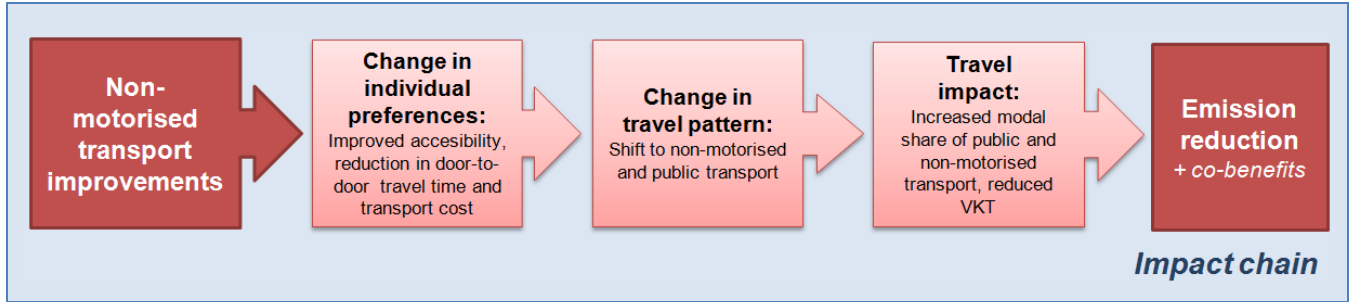 Non-
motorised
transport
improvements
Change in
individual
preferences:
Improved accesibility,
reduction in door-to-
door travel time and
transport cost
Change in
travel pattern:
Shift to non-motorised
and public transport
Travel
impact:
Increased modal
share of public and
non-motorised
transport, reduced
VKT
Emission
reduction
+ co-benefits
Impact chain